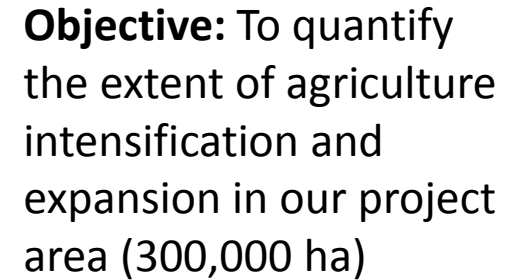 Objective: To quantify
the extent of agriculture
intensification and
expansion in our project
area (300,000 ha)